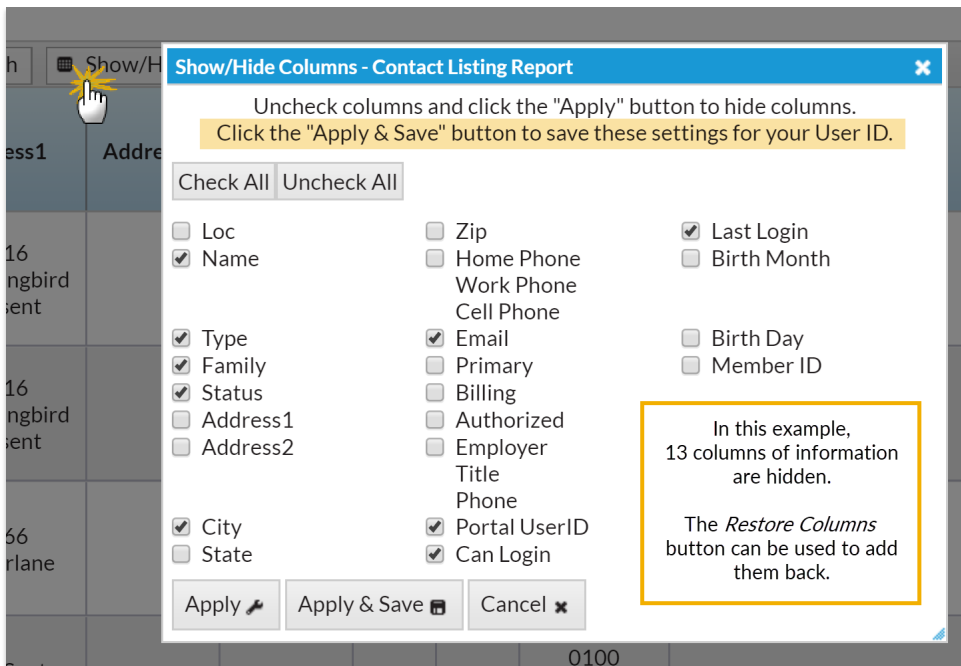 h
Show/H
Show/Hide Columns - Contact Listing Report
Uncheck columns and click the "Apply" button to hide columns.
Click the "Apply & Save" button to save these settings for your User ID.
ess1
Addre
Check All
Uncheck All
Loc
Name
Type
Family
Status
Address1
Address2
City
State
Zip
Home Phone
Work Phone
Cell Phone
Email
Primary
Billing
Authorized
Employer
Title
Phone
Portal UserID
Can Login
Last Login
Birth Month
Birth Day
Member ID
In this example,
13 columns of information
are hidden.
The Restore Columns
button can be used to add
them back.
Apply
Apply & Save
Cancel
16
ngbird
sent
16
ngbird
sent
66
rlane
0100